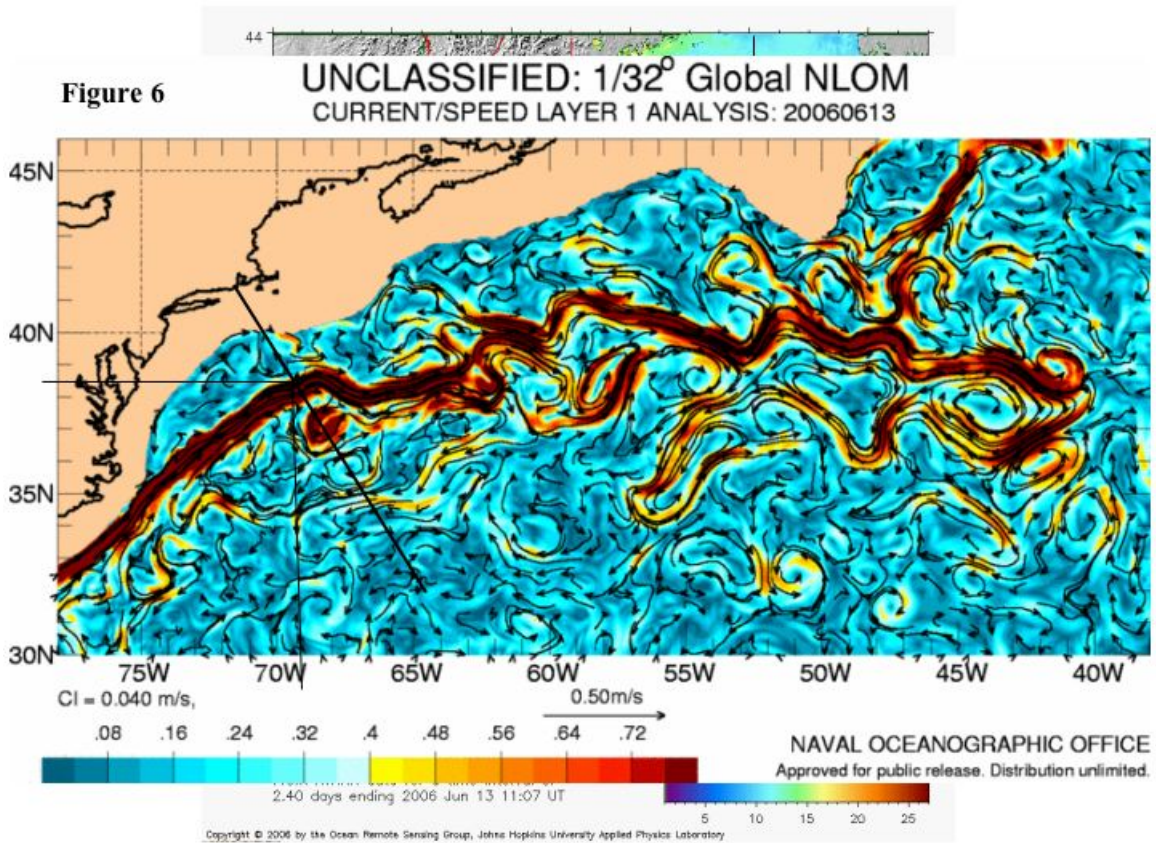 44
Figure 6
UNCLASSIFIED: 1/32° Global NLOM
CURRENT/SPEED LAYER 1 ANALYSIS: 20060613
45N
40N
35N
30N
75W 70W 65W 60W 55W 50W 45W 40W
CI = 0.040 m/s, 0.50m/s
.08 .16 .24 .32 .4 .48 .56 .64 .72
NAVAL OCEANOGRAPHIC OFFICE
Approved for public release. Distribution unlimited.
2.40 days ending 2006 Jun 13 11:07 UT
5 10 15 20 25
Copyright © 2006 by the Ocean Remote Sensing Group, Johns Hopkins University Applied Physics Laboratory